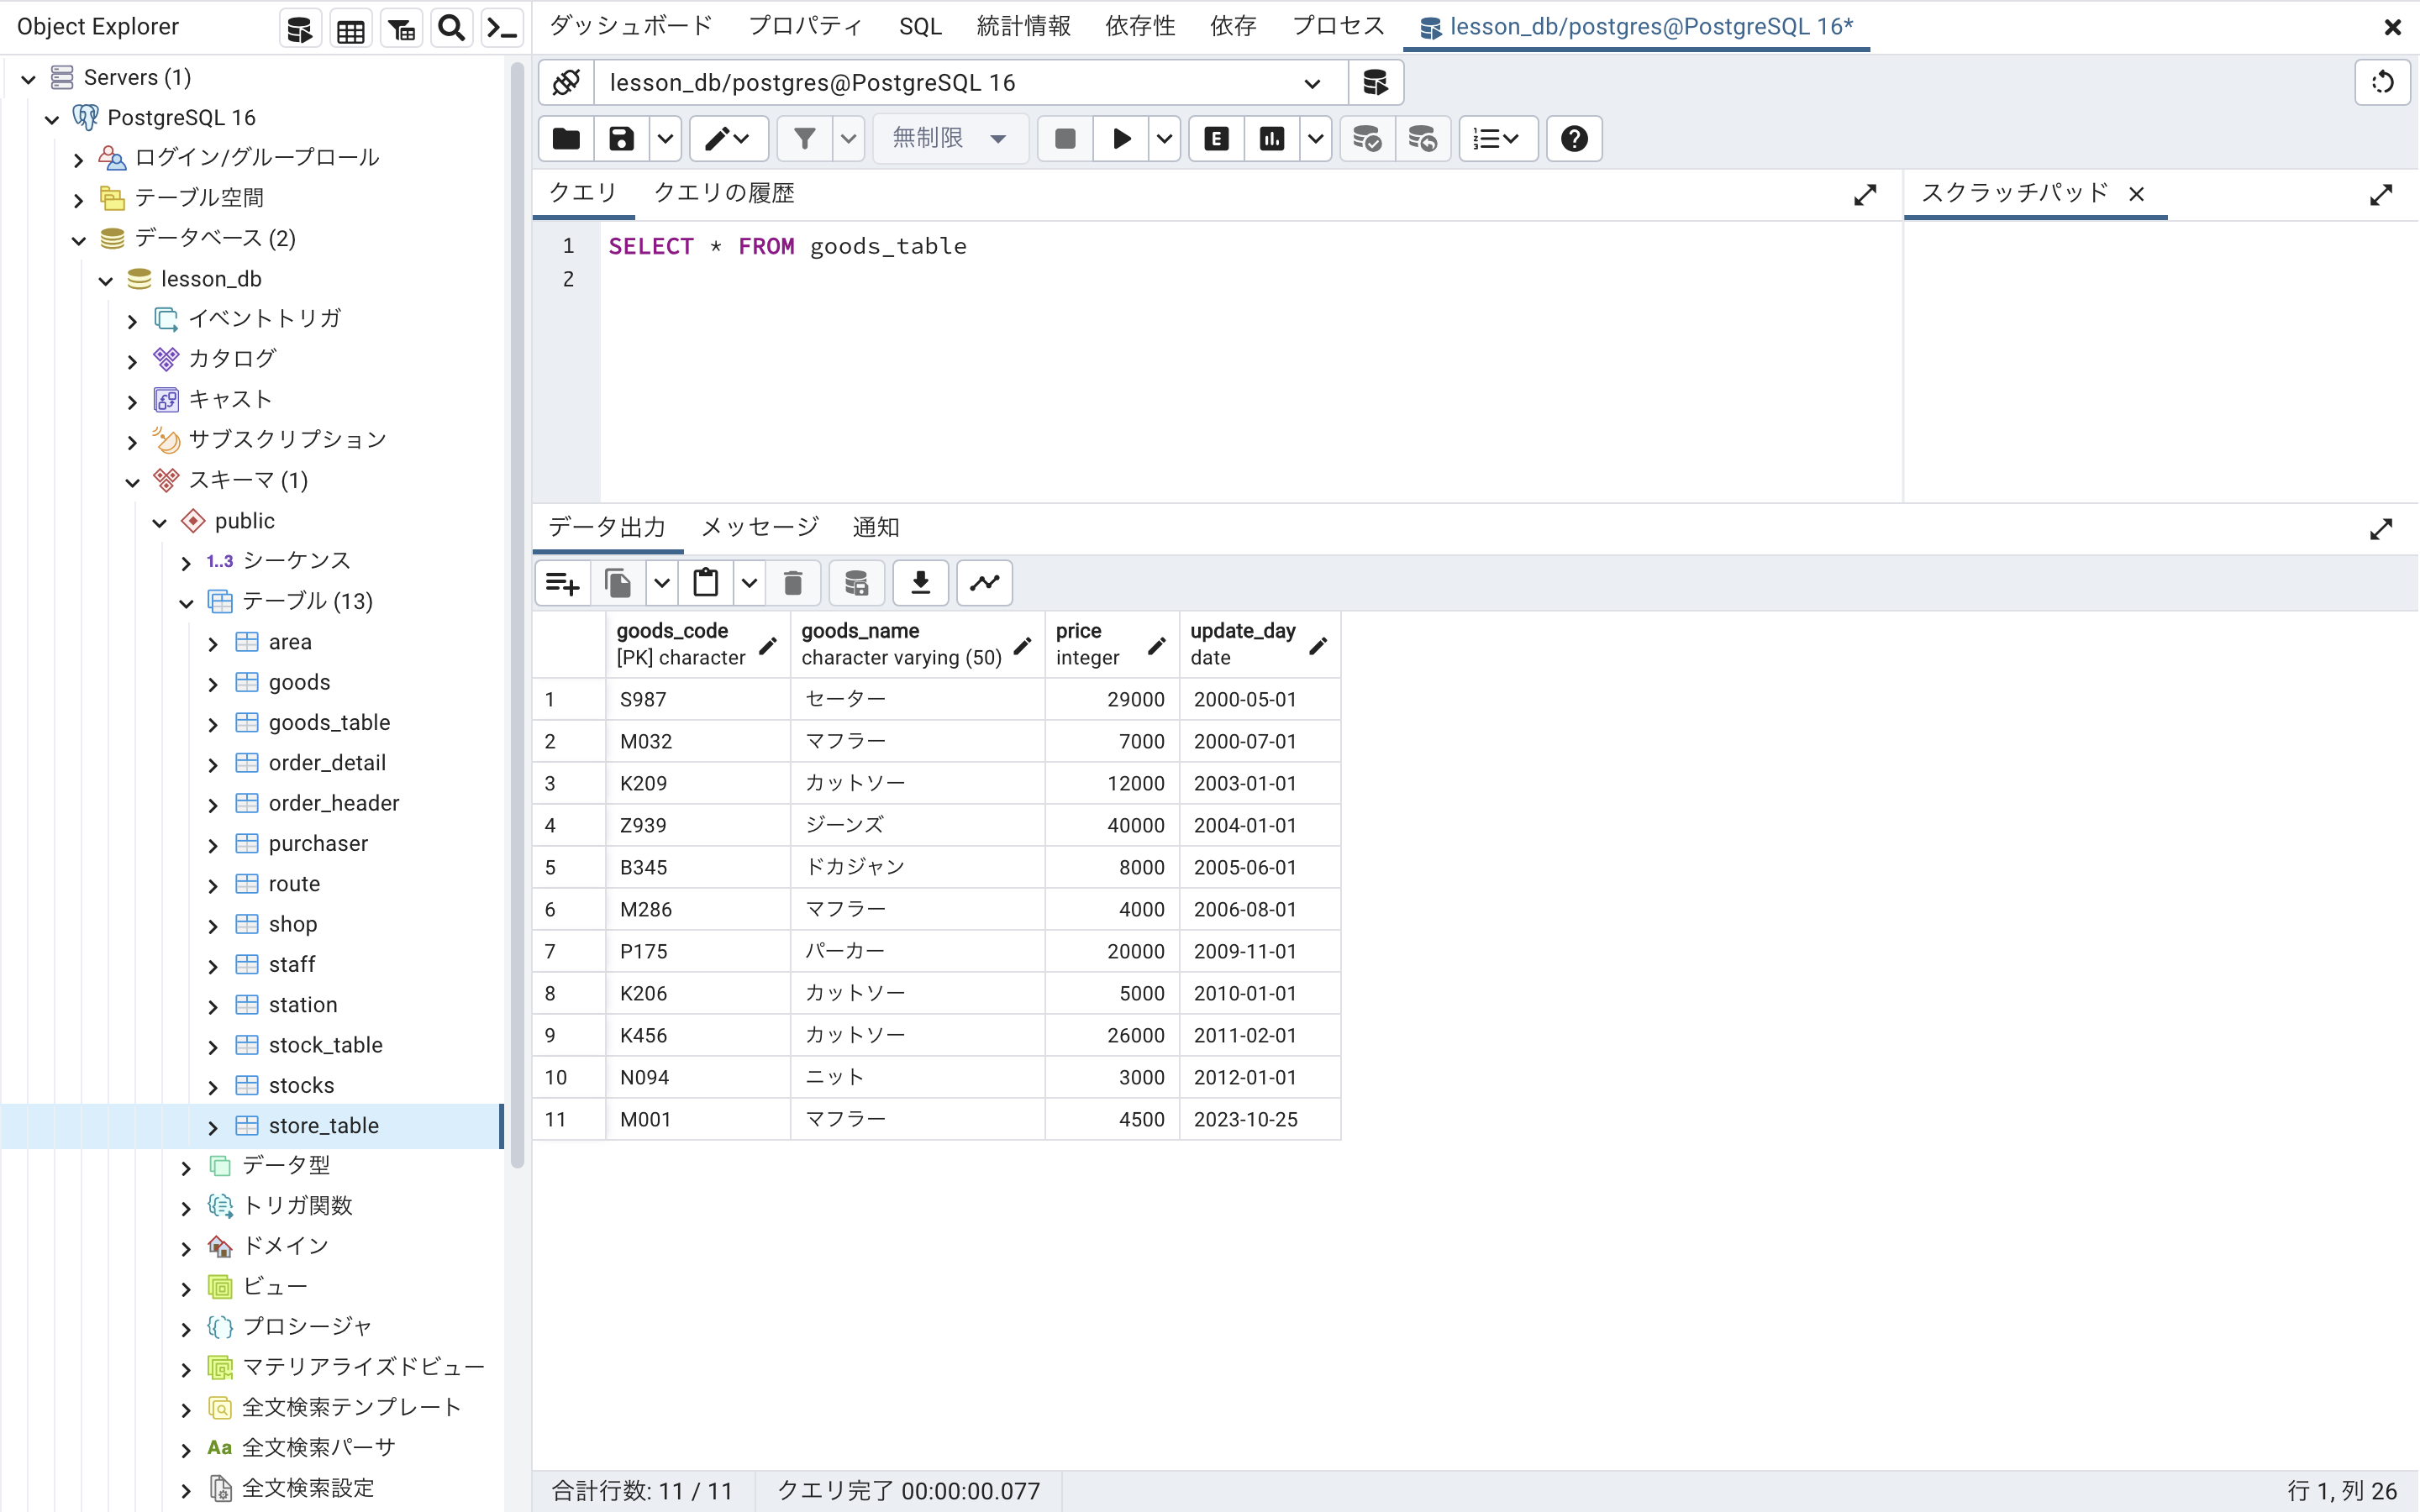 Object Explorer
Servers (1)
PostgreSQL 16
ログイン/グループロール
テーブル空間
データベース (2)
lesson_db
イベントトリガ
カタログ
キャスト
サブスクリプション
スキーマ (1)
public
1..3 シーケンス
テーブル (13)
area
goods
goods_table
order_detail
order_header
purchaser
route
shop
staff
station
stock_table
stocks
store_table
データ型
トリガ関数
ドメイン
ビュー
プロシージャ
マテリアライズドビュー
全文検索テンプレート
Aa 全文検索パーサ
全文検索設定
ダッシュボード プロパティ SQL 統計情報 依存性 依存 プロセス lesson_db/postgres@PostgreSQL 16*
lesson_db/postgres@PostgreSQL 16
無制限 E
クエリ クエリの履歴 スクラッチパッド
1 SELECT * FROM goods_table
2
データ出力 メッセージ 通知
goods_code goods_name price update_day
[PK] character character varying (50) integer date
1 S987 セーター 29000 2000-05-01
2 M032 マフラー 7000 2000-07-01
3 K209 カットソー 12000 2003-01-01
4 Z939 ジーンズ 40000 2004-01-01
5 B345 ドカジャン 8000 2005-06-01
6 M286 マフラー 4000 2006-08-01
7 P175 パーカー 20000 2009-11-01
8 K206 カットソー 5000 2010-01-01
9 K456 カットソー 26000 2011-02-01
10 N094 ニット 3000 2012-01-01
11 M001 マフラー 4500 2023-10-25
合計行数: 11 / 11 クエリ完了 00:00:00.077 行 1, 列 26